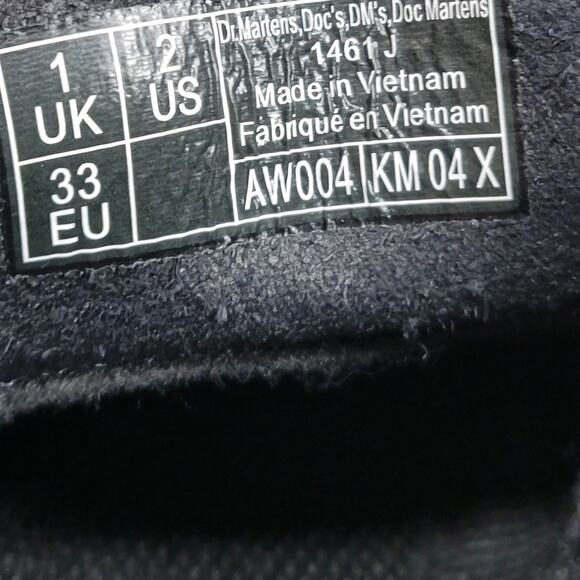 1 UK
2 US
33 EU
Dr.Martens,Doc's,DM's,Doc Martens
1461 J
Made in Vietnam
Fabriqué en Vietnam
AW004 KM 04 X